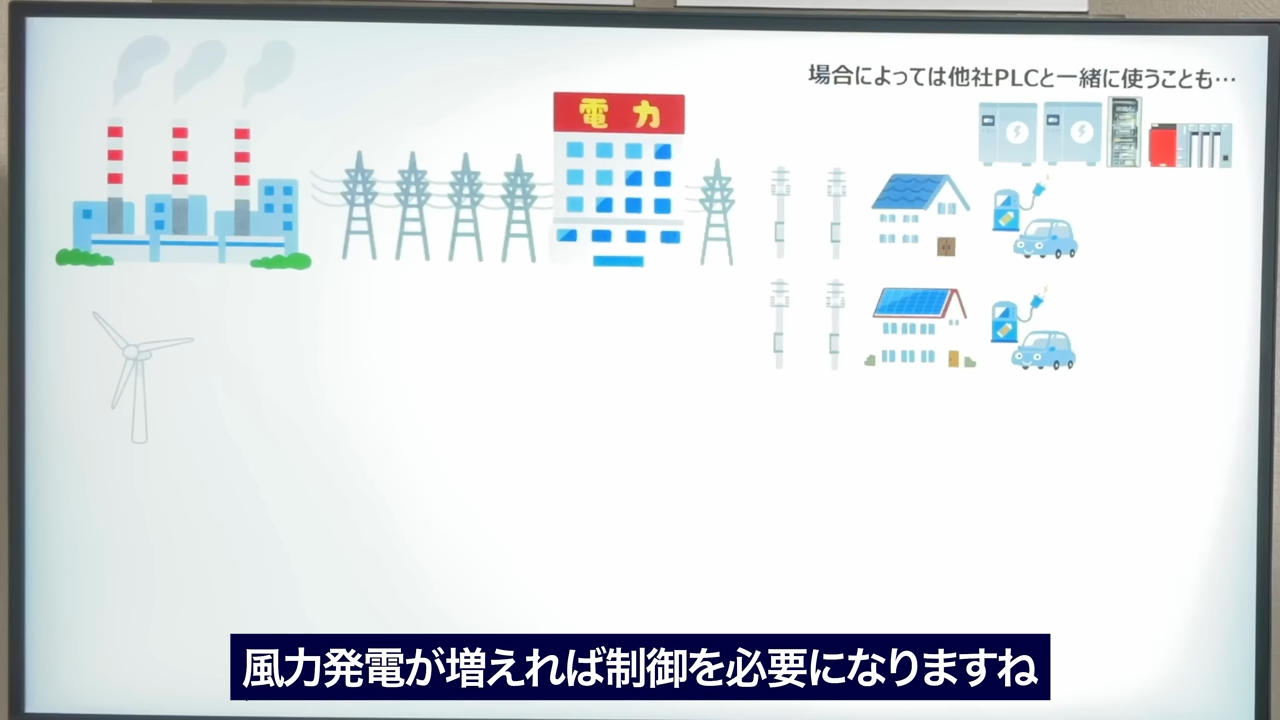 場合によっては他社PLCと一緒に使うことも…
電力
風力発電が増えれば制御を必要になりますね